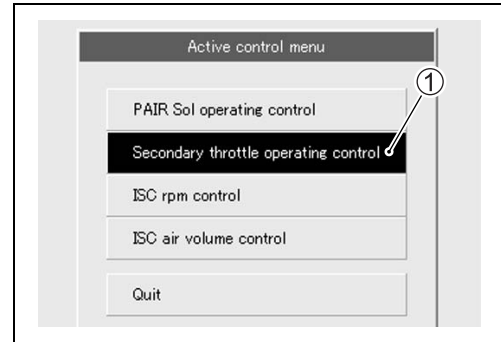 Active control menu
1
PAIR Sol operating control
Secondary throttle operating control
ISC rpm control
ISC air volume control
Quit